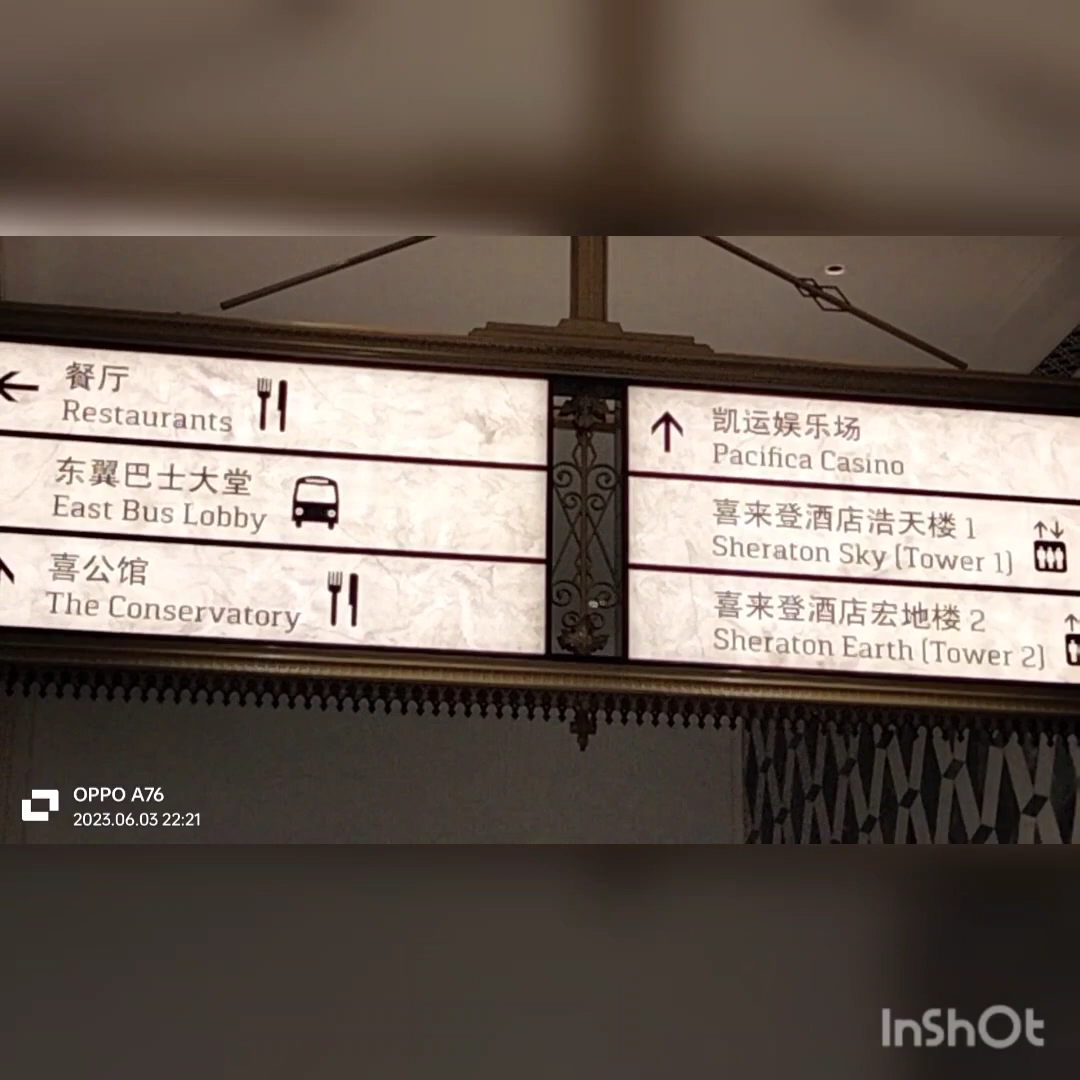 餐厅
Restaurants
东翼巴士大堂
East Bus Lobby
喜公馆
The Conservatory
凯运娱乐场
Pacifica Casino
喜来登酒店浩天楼 1
Sheraton Sky (Tower 1)
喜来登酒店宏地楼 2
Sheraton Earth (Tower 2)
OPPO A76
2023.06.03 22:21
InShOt